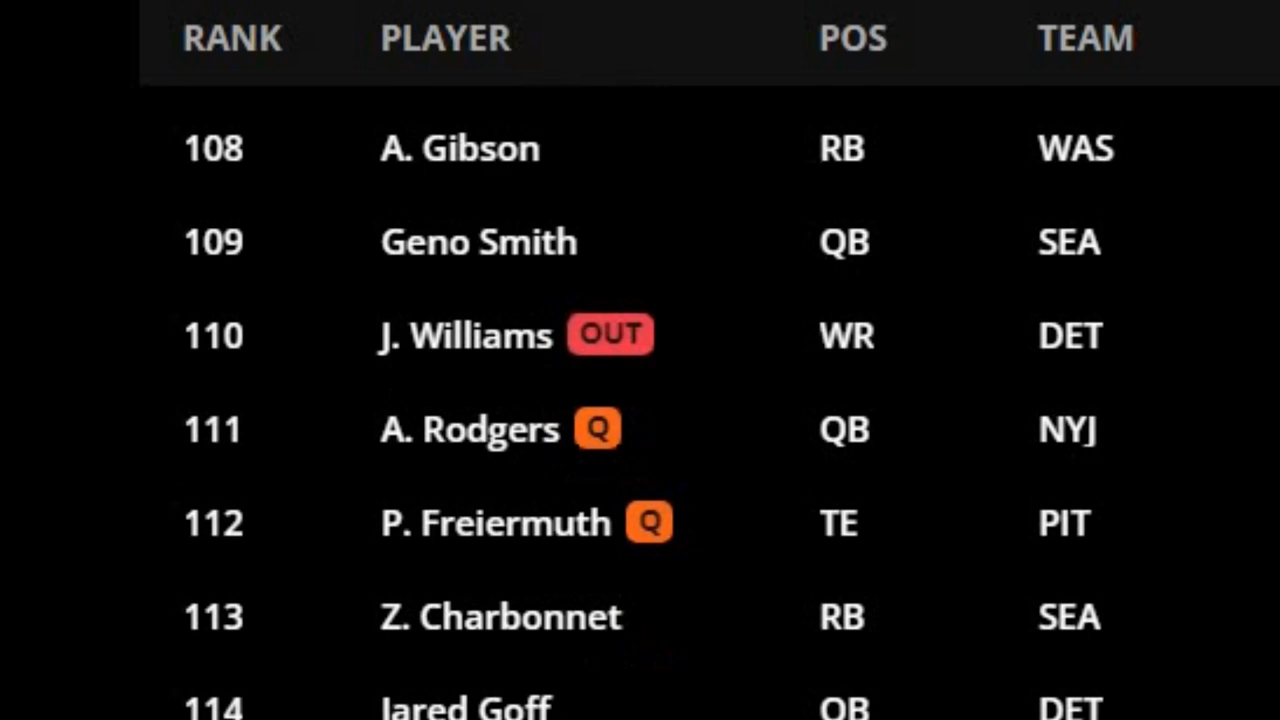 RANK PLAYER POS TEAM
108 A. Gibson RB WAS
109 Geno Smith QB SEA
110 J. Williams OUT WR DET
111 A. Rodgers Q QB NYJ
112 P. Freiermuth Q TE PIT
113 Z. Charbonnet RB SEA
114 Jared Goff QB DET